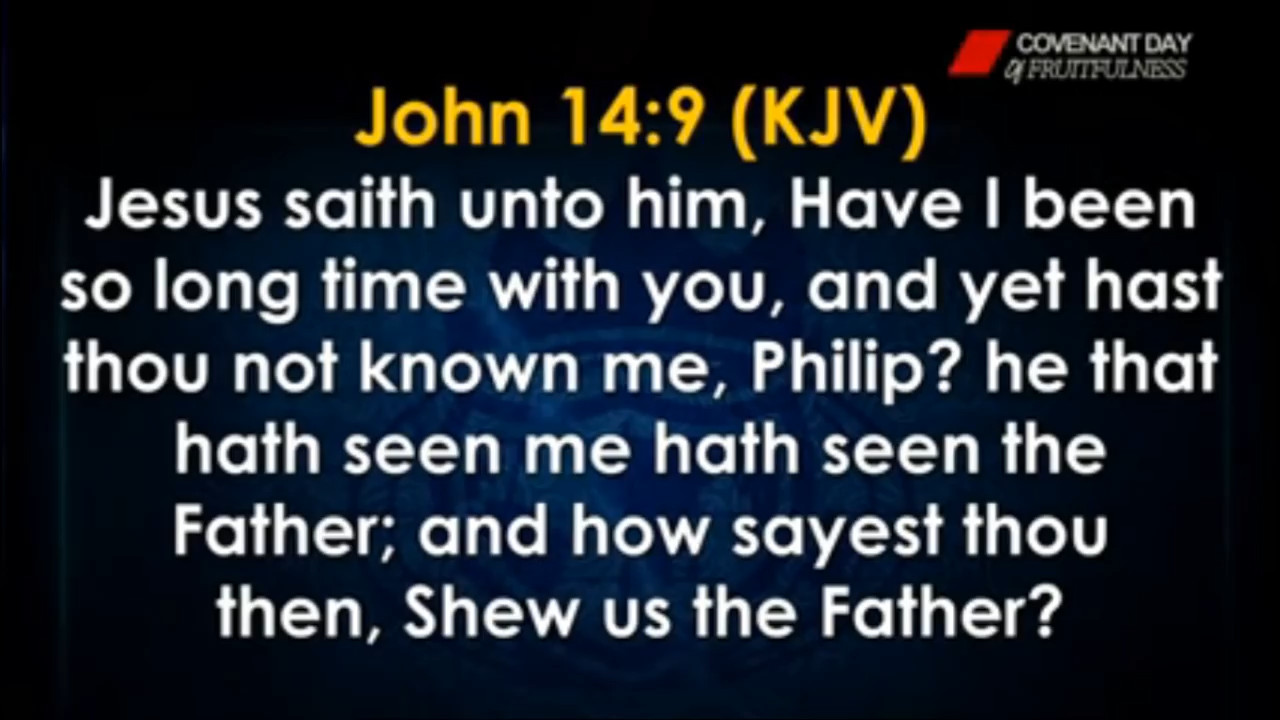 COVENANT DAY
of FRUITFULNESS
John 14:9 (KJV)
Jesus saith unto him, Have I been
so long time with you, and yet hast
thou not known me, Philip? he that
hath seen me hath seen the
Father; and how sayest thou
then, Shew us the Father?